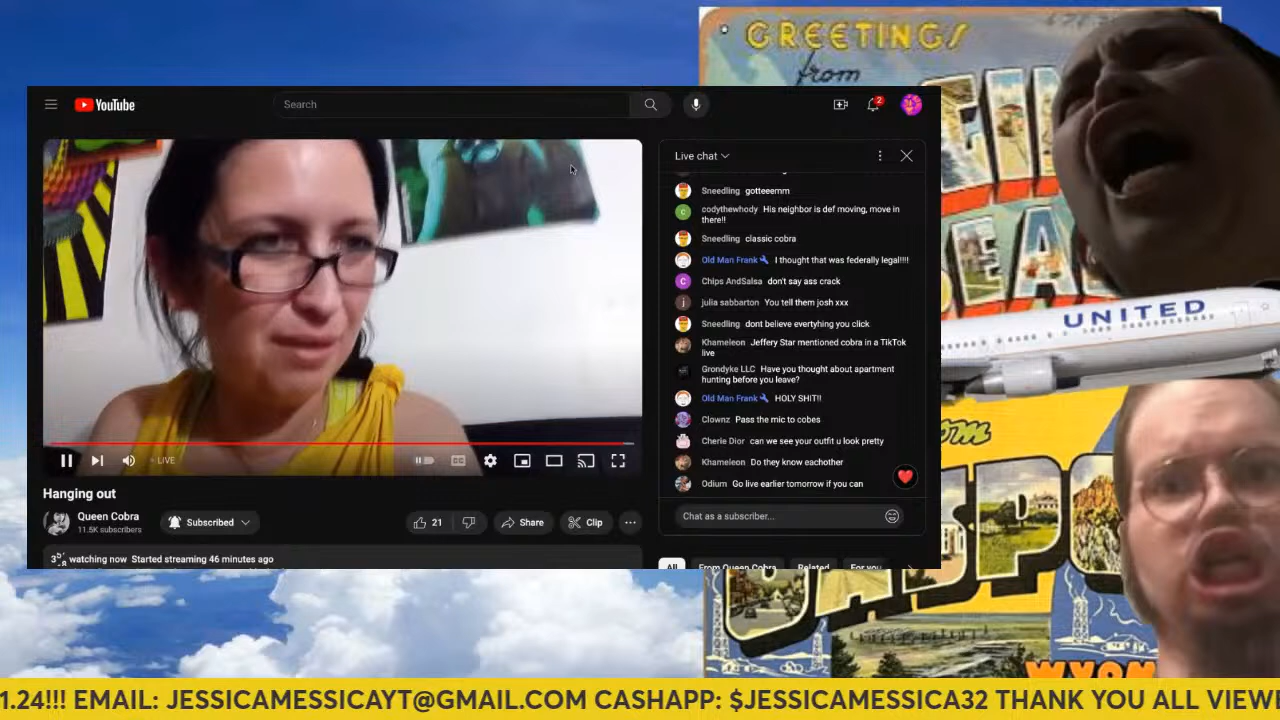 GREETINGS
from
YouTube
Search
2
Live chat
Sneedling gotteeemm
codythewhody His neighbor is def moving, move in
there!!
Sneedling classic cobra
Old Man Frank I thought that was federally legal!!!!
Chips AndSalsa don't say ass crack
julia sabbarton You tell them josh xxx
Sneedling dont believe evertyhing you click
Khameleon Jeffery Star mentioned cobra in a TikTok
live
Grondyke LLC Have you thought about apartment
hunting before you leave?
Old Man Frank HOLY SHIT!!
Clownz Pass the mic to cobes
Cherie Dior can we see your outfit u look pretty
Khameleon Do they know eachother
Odium Go live earlier tomorrow if you can
Chat as a subscriber...
UNITED
LIVE
CC
Hanging out
Queen Cobra
11.5K subscribers
Subscribed
21
Share
Clip
watching now Started streaming 46 minutes ago
All From Queen Cobra Related For you
CASPE
WYOM
1.24!!! EMAIL: JESSICAMESSICAYT@GMAIL.COM CASHAPP: $JESSICAMESSICA32 THANK YOU ALL VIEW